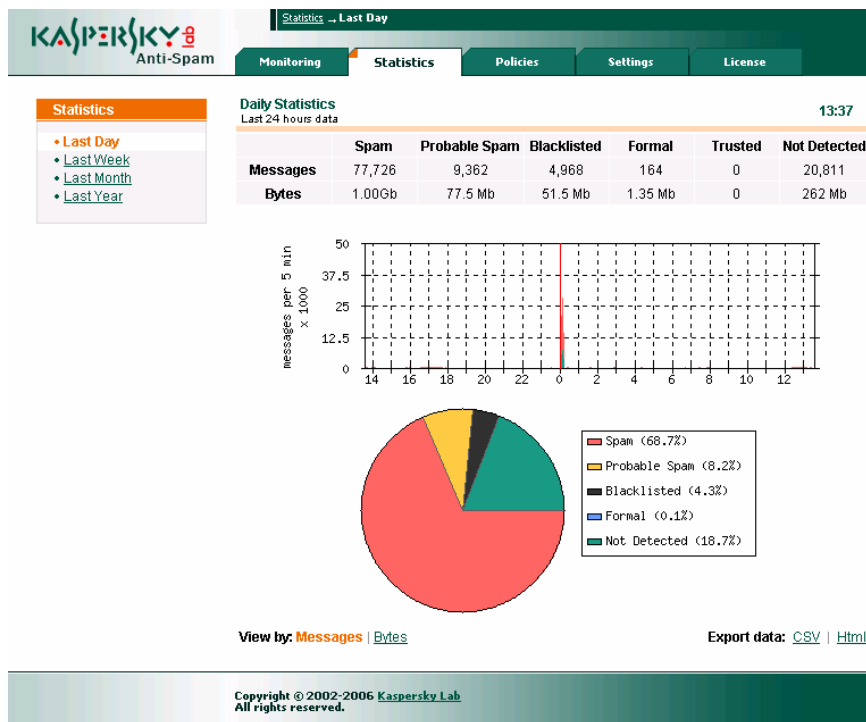 Statistics → Last Day
KASPERSKY lab
Anti-Spam
Monitoring Statistics Policies Settings License
Statistics
• Last Day
• Last Week
• Last Month
• Last Year
Daily Statistics
Last 24 hours data
13:37
Spam Probable Spam Blacklisted Formal Trusted Not Detected
Messages 77,726 9,362 4,968 164 0 20,811
Bytes 1.00Gb 77.5 Mb 51.5 Mb 1.35 Mb 0 262 Mb
messages per 5 min
x 1000
50
37.5
25
12.5
0
14 16 18 20 22 0 2 4 6 8 10 12
Spam (68.7%)
Probable Spam (8.2%)
Blacklisted (4.3%)
Formal (0.1%)
Not Detected (18.7%)
View by: Messages | Bytes
Export data: CSV | Html
Copyright © 2002-2006 Kaspersky Lab
All rights reserved.